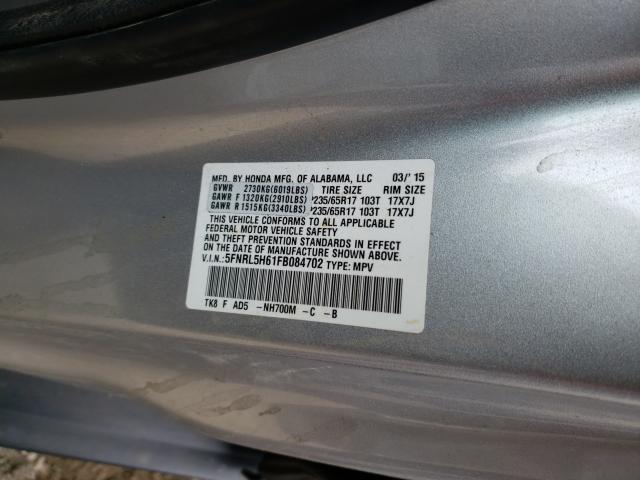 MFD. BY HONDA MFG. OF ALABAMA, LLC 03/'15
GVWR 2730KG(6019LBS) TIRE SIZE RIM SIZE
GAWR F 1320KG(2910LBS) P235/65R17 103T 17X7J
GAWR R 1515KG(3340LBS) P235/65R17 103T 17X7J
THIS VEHICLE CONFORMS TO ALL APPLICABLE
FEDERAL MOTOR VEHICLE SAFETY
AND THEFT PREVENTION STANDARDS IN EFFECT
ON THE DATE OF MANUFACTURE SHOWN ABOVE.
V.I.N.: 5FNRL5H61FB084702 TYPE: MPV
TK8 F AD5 -NH700M -C -B